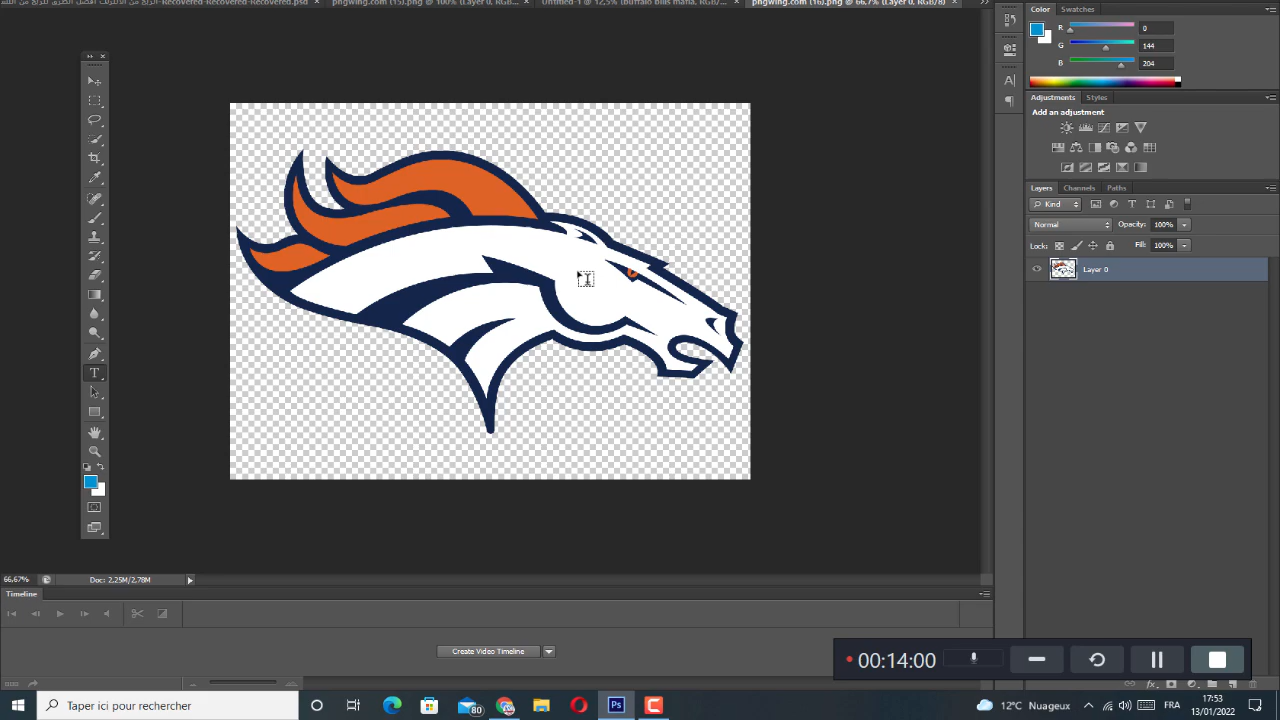 pngwing.com (15).png @ 100% (Layer 0, RGB...
Untitled-1 @ 12,5% (buffalo bills mafia, RGB/...
pngwing.com (16).png @ 66,7% (Layer 0, RGB/8)
Color
Swatches
R
0
G
144
B
204
Adjustments
Styles
Add an adjustment
Layers
Channels
Paths
Kind
Normal
Opacity:
100%
Lock:
Fill:
100%
Layer 0
66,67%
Doc: 2,25M/2,78M
Timeline
Create Video Timeline
00:14:00
Taper ici pour rechercher
80
Ps
12°C Nuageux
FRA
17:53
13/01/2022